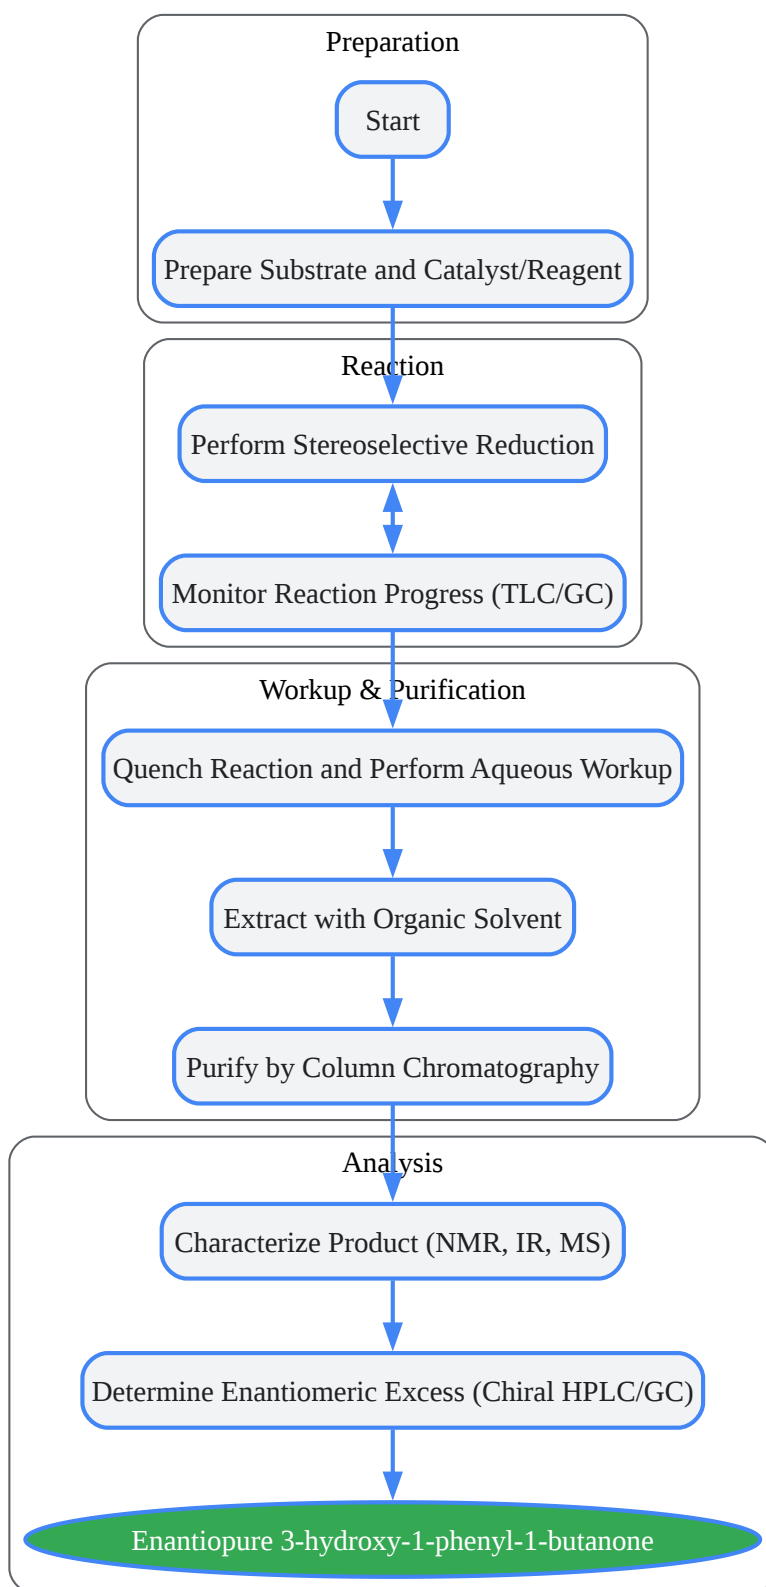 Preparation
Start
Prepare Substrate and Catalyst/Reagent
Reaction
Perform Stereoselective Reduction
Monitor Reaction Progress (TLC/GC)
Workup & Purification
Quench Reaction and Perform Aqueous Workup
Extract with Organic Solvent
Purify by Column Chromatography
Analysis
Characterize Product (NMR, IR, MS)
Determine Enantiomeric Excess (Chiral HPLC/GC)
Enantiopure 3-hydroxy-1-phenyl-1-butanone